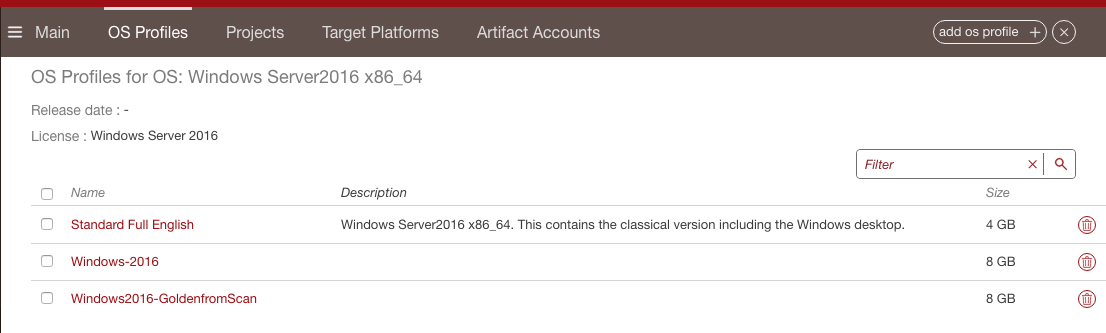 Main OS Profiles Projects Target Platforms Artifact Accounts add os profile +
OS Profiles for OS: Windows Server2016 x86_64
Release date : -
License : Windows Server 2016
Filter
Name Description Size
Standard Full English Windows Server2016 x86_64. This contains the classical version including the Windows desktop. 4 GB
Windows-2016 8 GB
Windows2016-GoldenfromScan 8 GB